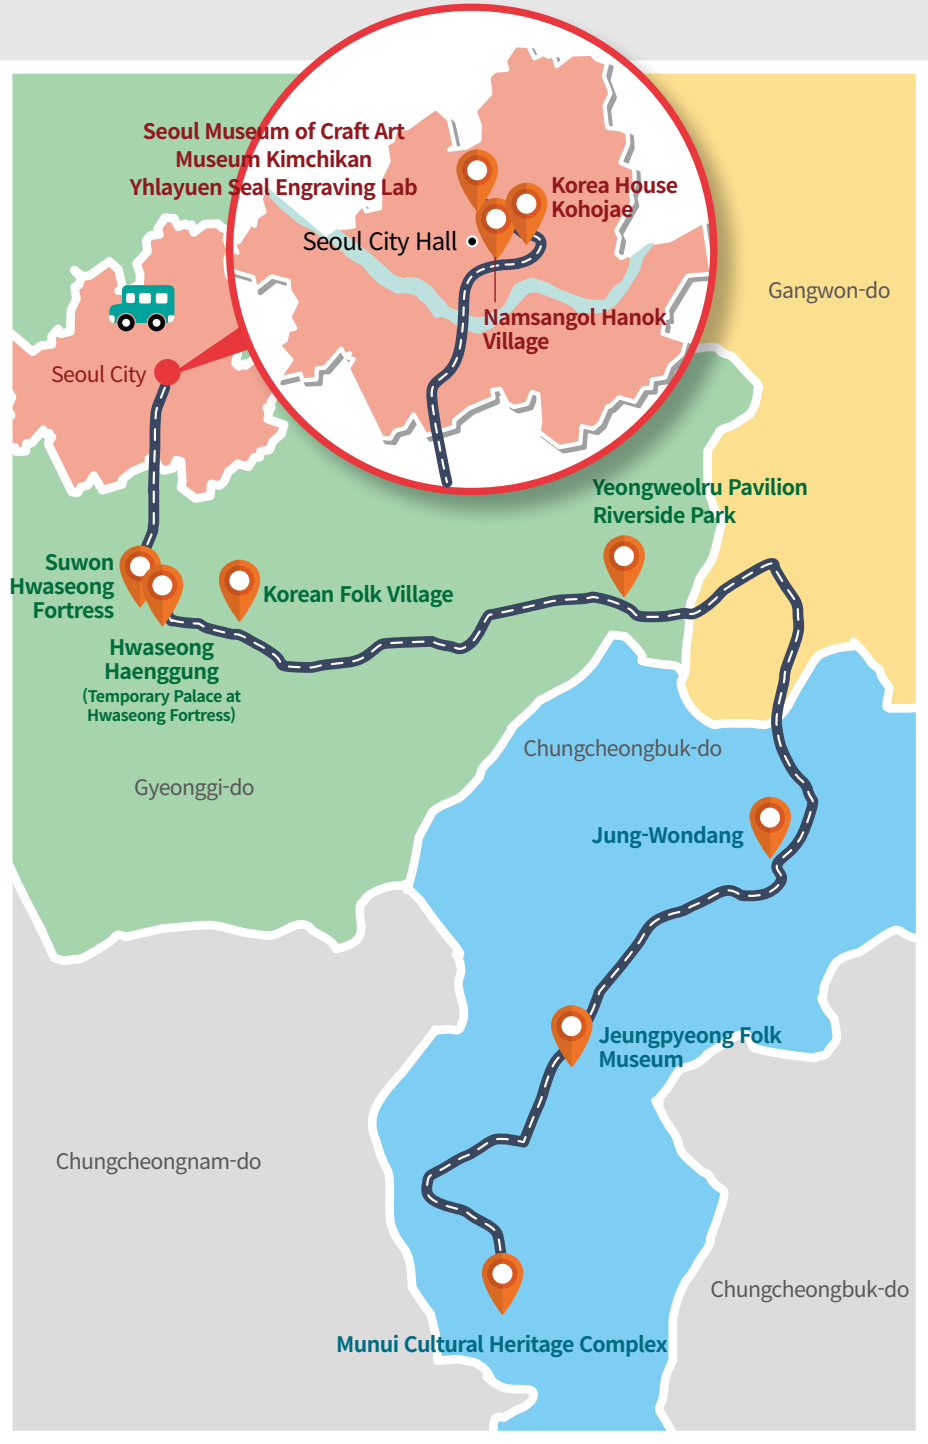 Seoul Museum of Craft Art
Museum Kimchikan
Yhlayuen Seal Engraving Lab
Korea House
Kohojae
Seoul City Hall
Gangwon-do
Namsangol Hanok
Village
Seoul City
Yeongweolru Pavilion
Riverside Park
Suwon
Hwaseong
Fortress
Korean Folk Village
Hwaseong
Haenggung
(Temporary Palace at
Hwaseong Fortress)
Chungcheongbuk-do
Gyeonggi-do
Jung-Wondang
Jeungpyeong Folk
Museum
Chungcheongnam-do
Chungcheongbuk-do
Munui Cultural Heritage Complex